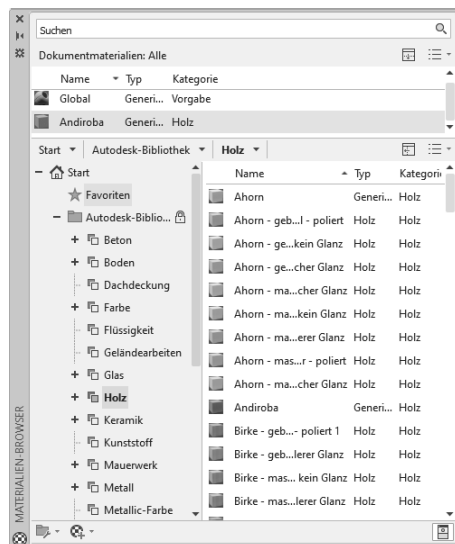 Suchen
Dokumentmaterialien: Alle
Name Typ Kategorie
Global Generi... Vorgabe
Andiroba Generi... Holz
Start Autodesk-Bibliothek Holz
Start
Favoriten
Autodesk-Biblio...
Beton
Boden
Dachdeckung
Farbe
Flüssigkeit
Geländearbeiten
Glas
Holz
Keramik
Kunststoff
Mauerwerk
Metall
Metallic-Farbe
Name Typ Kategorie
Ahorn Generi... Holz
Ahorn - geb...l - poliert Holz Holz
Ahorn - ge...kein Glanz Holz Holz
Ahorn - ge...cher Glanz Holz Holz
Ahorn - ma...cher Glanz Holz Holz
Ahorn - ma...kein Glanz Holz Holz
Ahorn - ma...erer Glanz Holz Holz
Ahorn - mas...r - poliert Holz Holz
Ahorn - ma...cher Glanz Holz Holz
Andiroba Generi... Holz
Birke - geb...- poliert 1 Holz Holz
Birke - geb...lerer Glanz Holz Holz
Birke - mas... kein Glanz Holz Holz
Birke - mas...lerer Glanz Holz Holz
MATERIALIEN-BROWSER